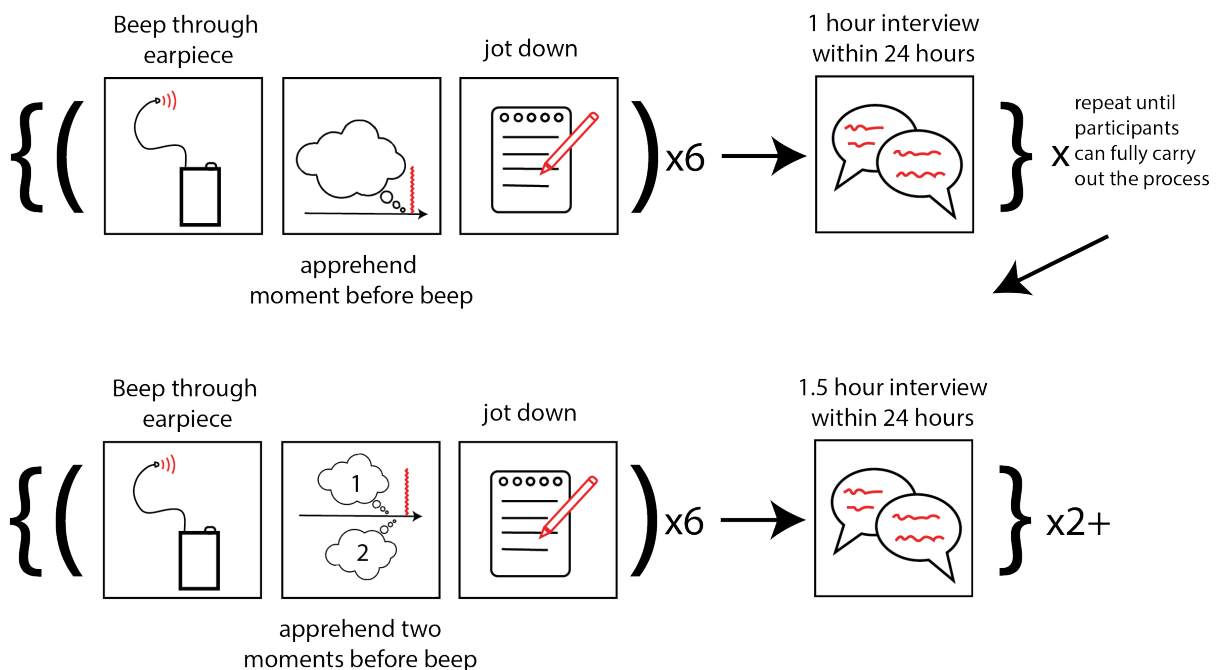 Beep through
earpiece
jot down
1 hour interview
within 24 hours
{ (
) x6
} x
repeat until
participants
can fully carry
out the process
apprehend
moment before beep
Beep through
earpiece
jot down
1.5 hour interview
within 24 hours
{ (
1
2
) x6
} x2+
apprehend two
moments before beep